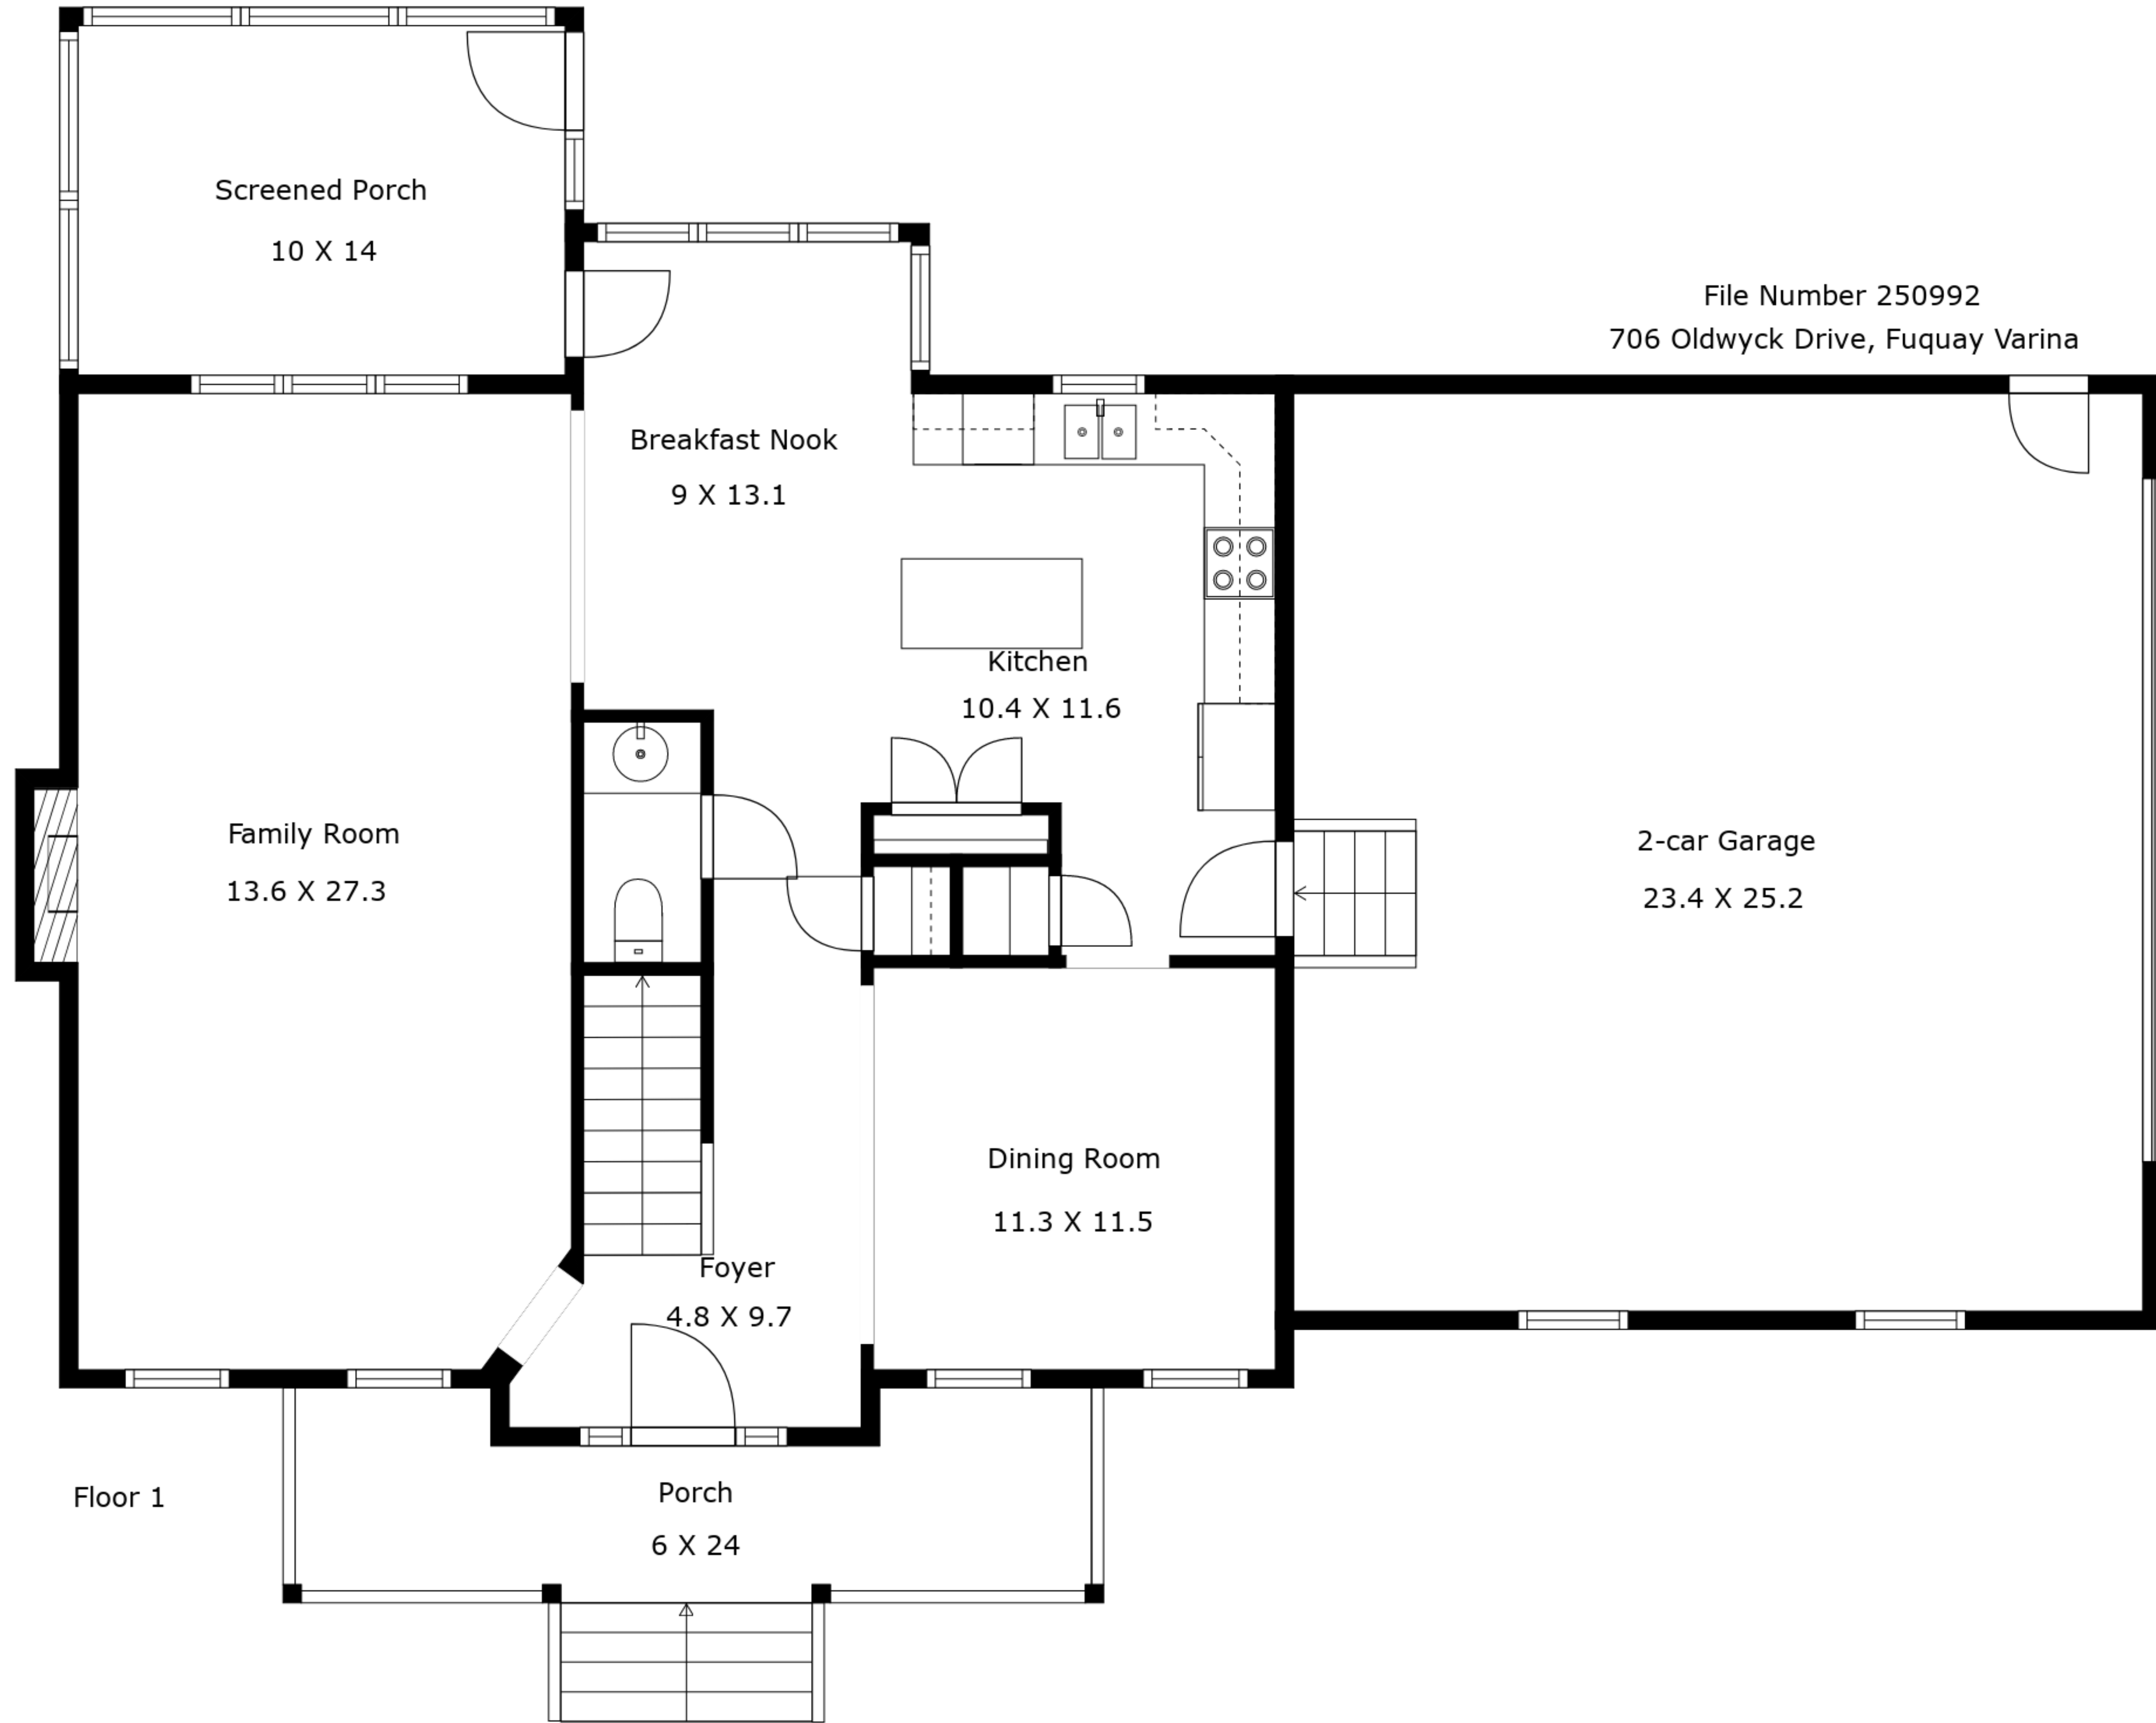 Screened Porch
10 X 14
File Number 250992
706 Oldwyck Drive, Fuquay Varina
Breakfast Nook
9 X 13.1
Kitchen
10.4 X 11.6
Family Room
13.6 X 27.3
2-car Garage
23.4 X 25.2
Dining Room
11.3 X 11.5
Foyer
4.8 X 9.7
Floor 1
Porch
6 X 24